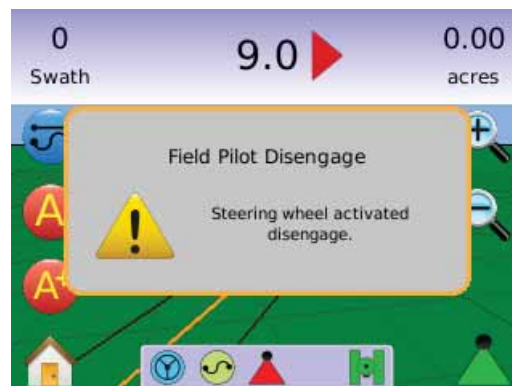 0
9.0
0.00
Swath
acres
Field Pilot Disengage
Steering wheel activated
disengage.
A
A+